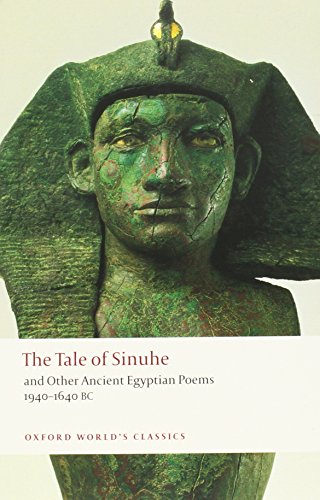 The Tale of Sinuhe
and Other Ancient Egyptian Poems
1940–1640 BC
OXFORD WORLD'S CLASSICS